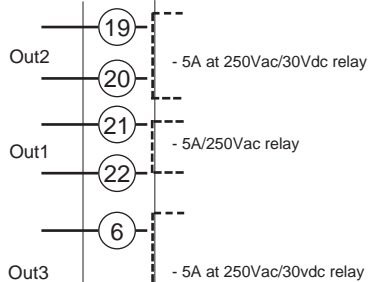 19
Out2
- 5A at 250Vac/30Vdc relay
20
21
Out1
- 5A/250Vac relay
22
6
Out3
- 5A at 250Vac/30vdc relay